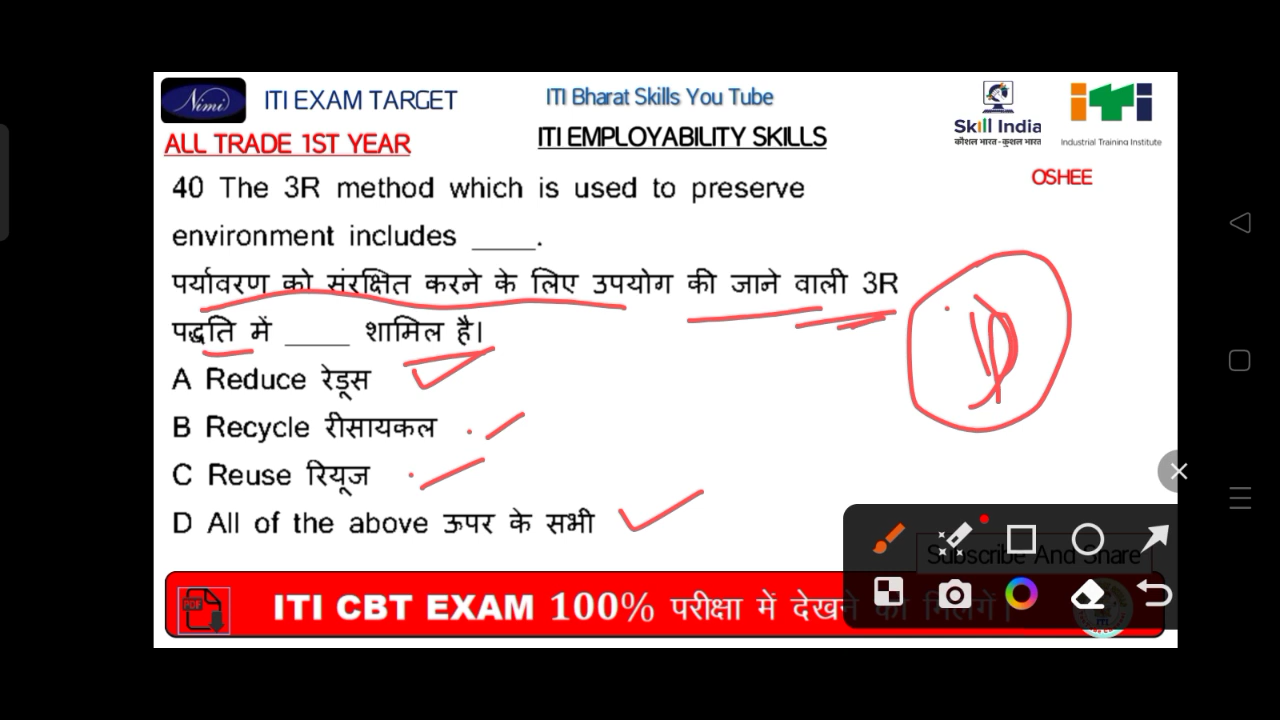 Nimi
ITI EXAM TARGET
ITI Bharat Skills You Tube
Skill India
कौशल भारत - कुशल भारत
iTi
Industrial Training Institute
ALL TRADE 1ST YEAR
ITI EMPLOYABILITY SKILLS
OSHEE
40 The 3R method which is used to preserve
environment includes ____.
पर्यावरण को संरक्षित करने के लिए उपयोग की जाने वाली 3R
पद्धति में ____ शामिल है।
A Reduce रेडूस
B Recycle रीसायकल
C Reuse रियूज
D All of the above ऊपर के सभी
D
Subscribe And Share
PDF
ITI CBT EXAM 100% परीक्षा में देखने को मिलेगें।